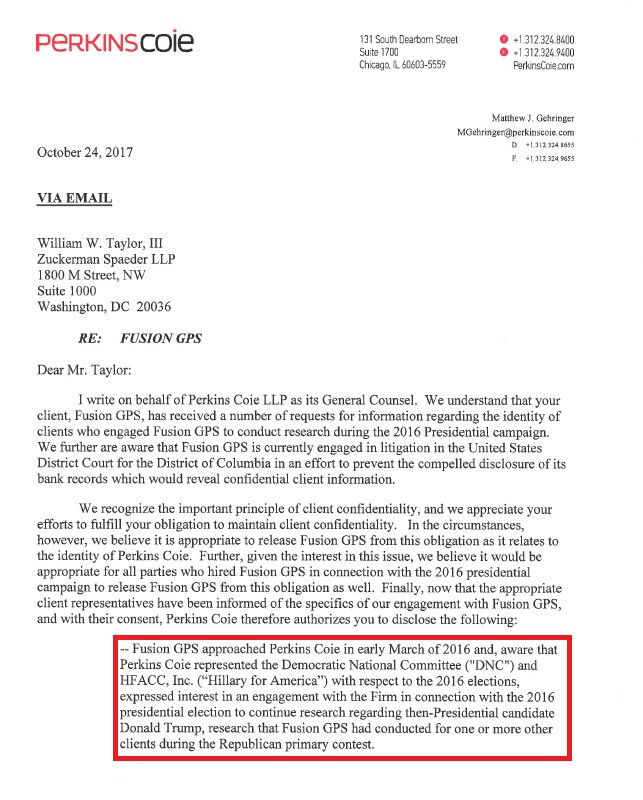 PERKINSCOIE
131 South Dearborn Street
Suite 1700
Chicago, IL 60603-5559
+1.312.324.8400
+1.312.324.9400
PerkinsCoie.com
Matthew J. Gehringer
MGehringer@perkinscoie.com
D. +1.312.324.8655
F. +1.312.324.9655
October 24, 2017
VIA EMAIL
William W. Taylor, III
Zuckerman Spaeder LLP
1800 M Street, NW
Suite 1000
Washington, DC 20036
RE: FUSION GPS
Dear Mr. Taylor:
I write on behalf of Perkins Coie LLP as its General Counsel. We understand that your
client, Fusion GPS, has received a number of requests for information regarding the identity of
clients who engaged Fusion GPS to conduct research during the 2016 Presidential campaign.
We further are aware that Fusion GPS is currently engaged in litigation in the United States
District Court for the District of Columbia in an effort to prevent the compelled disclosure of its
bank records which would reveal confidential client information.
We recognize the important principle of client confidentiality, and we appreciate your
efforts to fulfill your obligation to maintain client confidentiality. In the circumstances,
however, we believe it is appropriate to release Fusion GPS from this obligation as it relates to
the identity of Perkins Coie. Further, given the interest in this issue, we believe it would be
appropriate for all parties who hired Fusion GPS in connection with the 2016 presidential
campaign to release Fusion GPS from this obligation as well. Finally, now that the appropriate
client representatives have been informed of the specifics of our engagement with Fusion GPS,
and with their consent, Perkins Coie therefore authorizes you to disclose the following:
-- Fusion GPS approached Perkins Coie in early March of 2016 and, aware that
Perkins Coie represented the Democratic National Committee ("DNC") and
HFACC, Inc. ("Hillary for America") with respect to the 2016 elections,
expressed interest in an engagement with the Firm in connection with the 2016
presidential election to continue research regarding then-Presidential candidate
Donald Trump, research that Fusion GPS had conducted for one or more other
clients during the Republican primary contest.